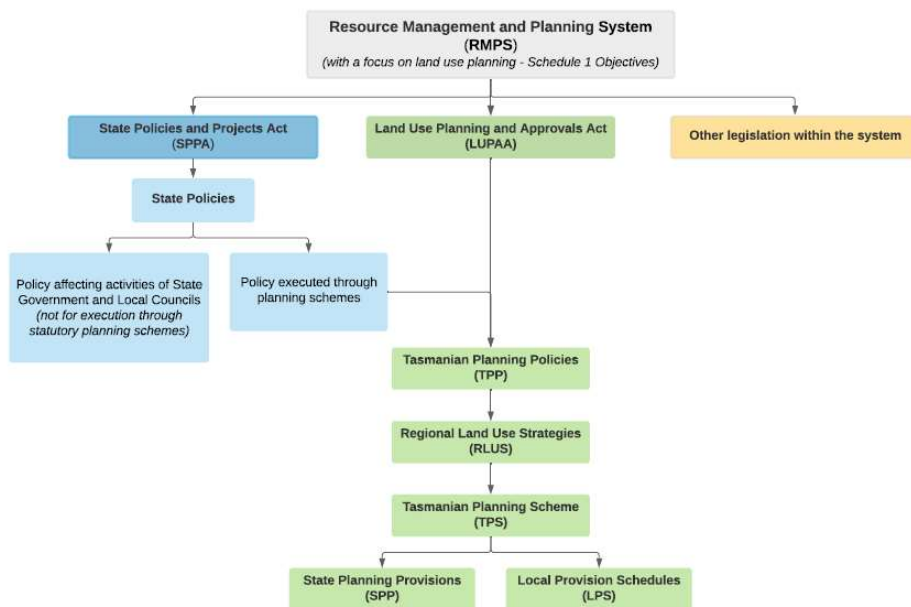 Resource Management and Planning System
(RMPS)
(with a focus on land use planning - Schedule 1 Objectives)
State Policies and Projects Act
(SPPA)
Land Use Planning and Approvals Act
(LUPAA)
Other legislation within the system
State Policies
Policy affecting activities of State
Government and Local Councils
(not for execution through
statutory planning schemes)
Policy executed through
planning schemes
Tasmanian Planning Policies
(TPP)
Regional Land Use Strategies
(RLUS)
Tasmanian Planning Scheme
(TPS)
State Planning Provisions
(SPP)
Local Provision Schedules
(LPS)